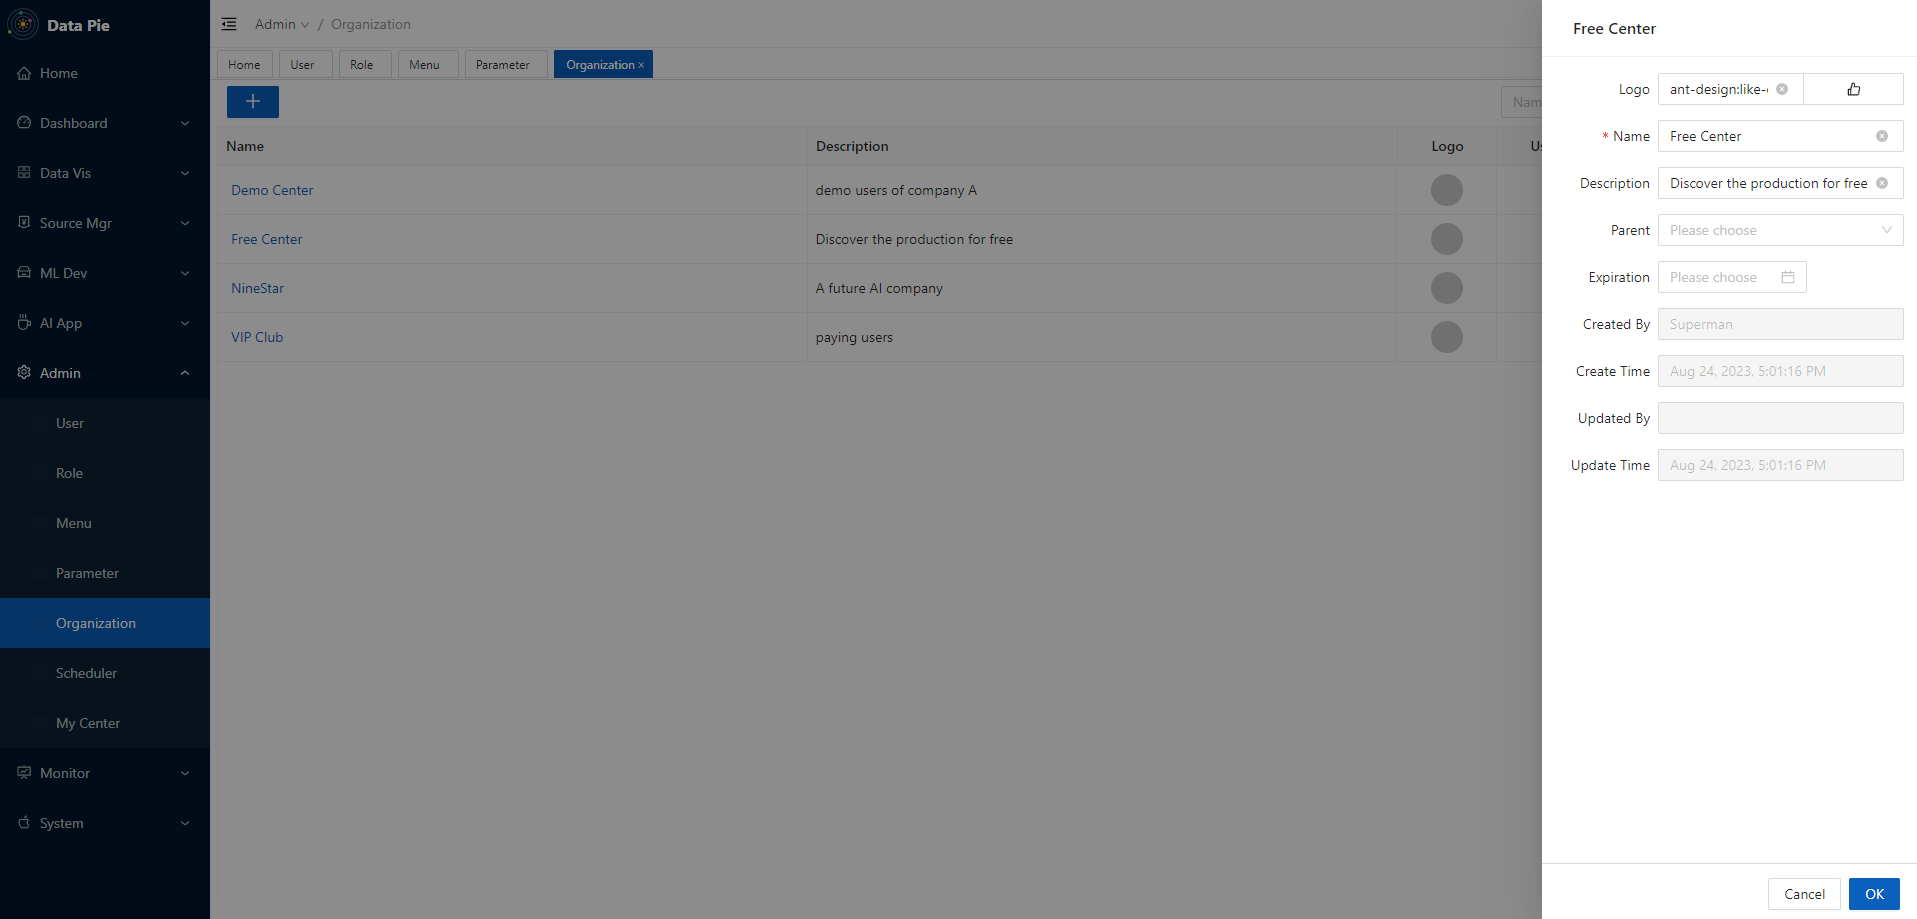 Data Pie
Home
Dashboard
Data Vis
Source Mgr
ML Dev
AI App
Admin
User
Role
Menu
Parameter
Organization
Scheduler
My Center
Monitor
System
Admin / Organization
Home User Role Menu Parameter Organization ×
Name Description Logo
Demo Center demo users of company A
Free Center Discover the production for free
NineStar A future AI company
VIP Club paying users
Free Center
Logo ant-design:like-
* Name Free Center
Description Discover the production for free
Parent Please choose
Expiration Please choose
Created By Superman
Create Time Aug 24, 2023, 5:01:16 PM
Updated By
Update Time Aug 24, 2023, 5:01:16 PM
Cancel OK